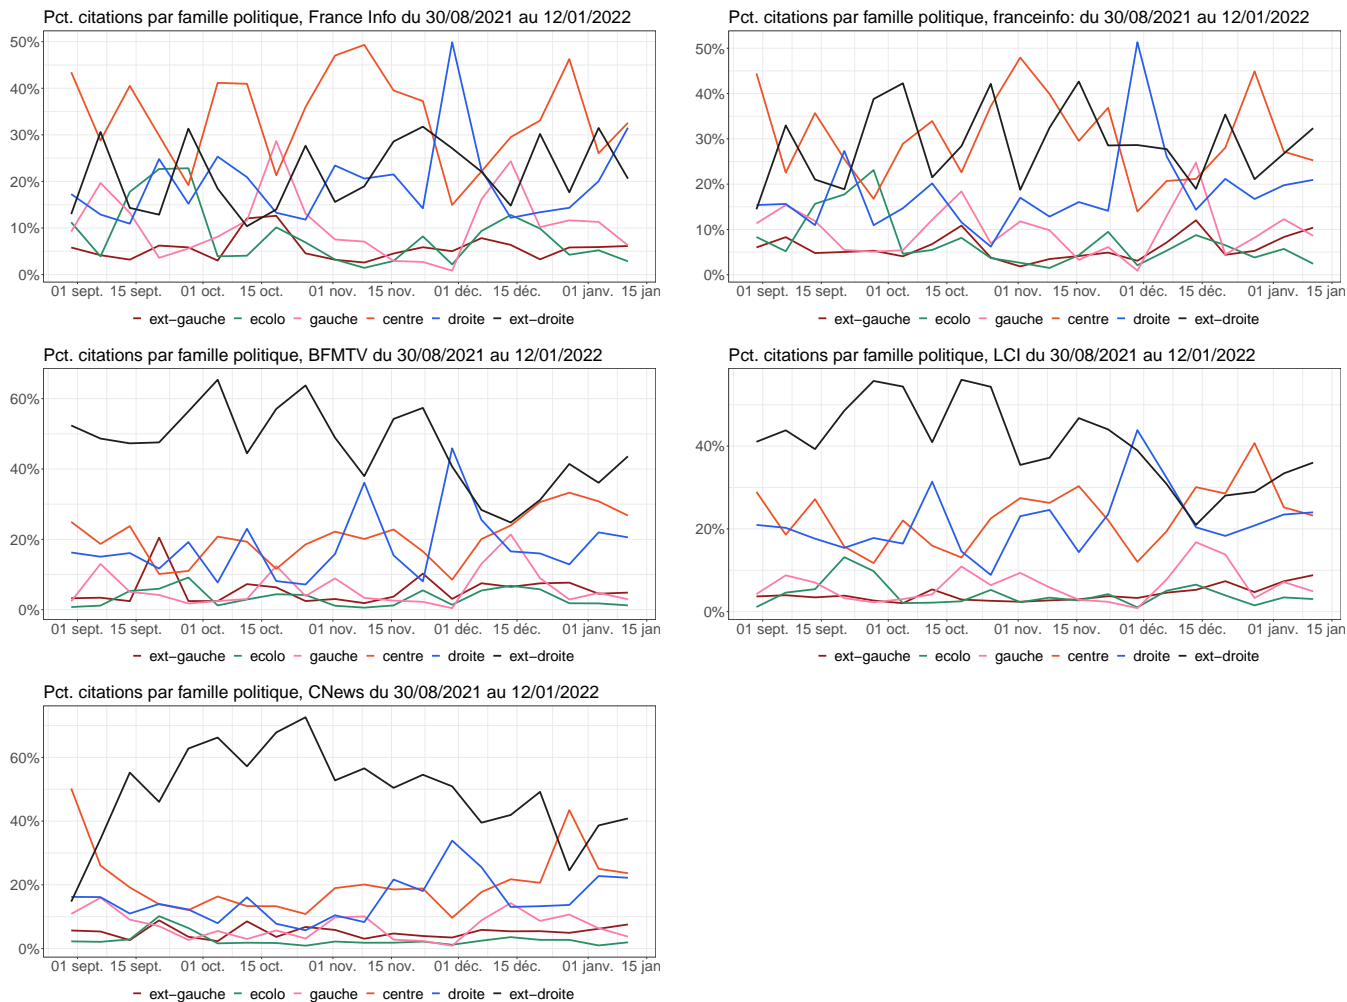 Pct. citations par famille politique, France Info du 30/08/2021 au 12/01/2022
50%
40%
30%
20%
10%
0%
01 sept. 15 sept. 01 oct. 15 oct. 01 nov. 15 nov. 01 déc. 15 déc. 01 janv. 15 jan
ext−gauche ecolo gauche centre droite ext−droite
Pct. citations par famille politique, franceinfo: du 30/08/2021 au 12/01/2022
50%
40%
30%
20%
10%
0%
01 sept. 15 sept. 01 oct. 15 oct. 01 nov. 15 nov. 01 déc. 15 déc. 01 janv. 15 jan
ext−gauche ecolo gauche centre droite ext−droite
Pct. citations par famille politique, BFMTV du 30/08/2021 au 12/01/2022
60%
40%
20%
0%
01 sept. 15 sept. 01 oct. 15 oct. 01 nov. 15 nov. 01 déc. 15 déc. 01 janv. 15 jan
ext−gauche ecolo gauche centre droite ext−droite
Pct. citations par famille politique, LCI du 30/08/2021 au 12/01/2022
40%
20%
0%
01 sept. 15 sept. 01 oct. 15 oct. 01 nov. 15 nov. 01 déc. 15 déc. 01 janv. 15 jan
ext−gauche ecolo gauche centre droite ext−droite
Pct. citations par famille politique, CNews du 30/08/2021 au 12/01/2022
60%
40%
20%
0%
01 sept. 15 sept. 01 oct. 15 oct. 01 nov. 15 nov. 01 déc. 15 déc. 01 janv. 15 jan
ext−gauche ecolo gauche centre droite ext−droite